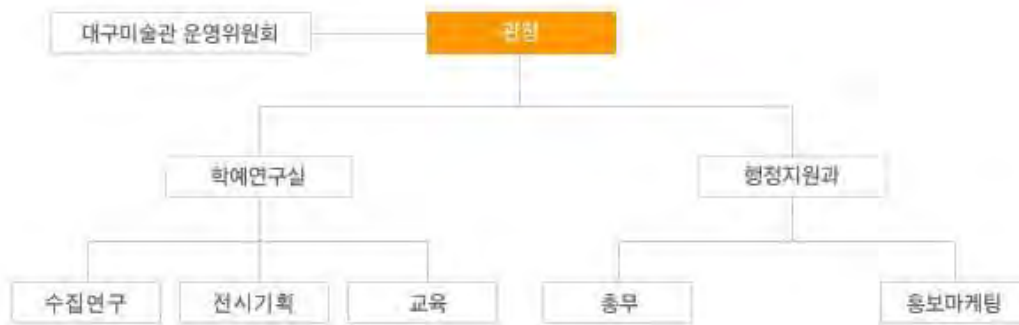 대구미술관 운영위원회
관장
학예연구실
행정지원과
수집연구
전시기획
교육
총무
홍보마케팅